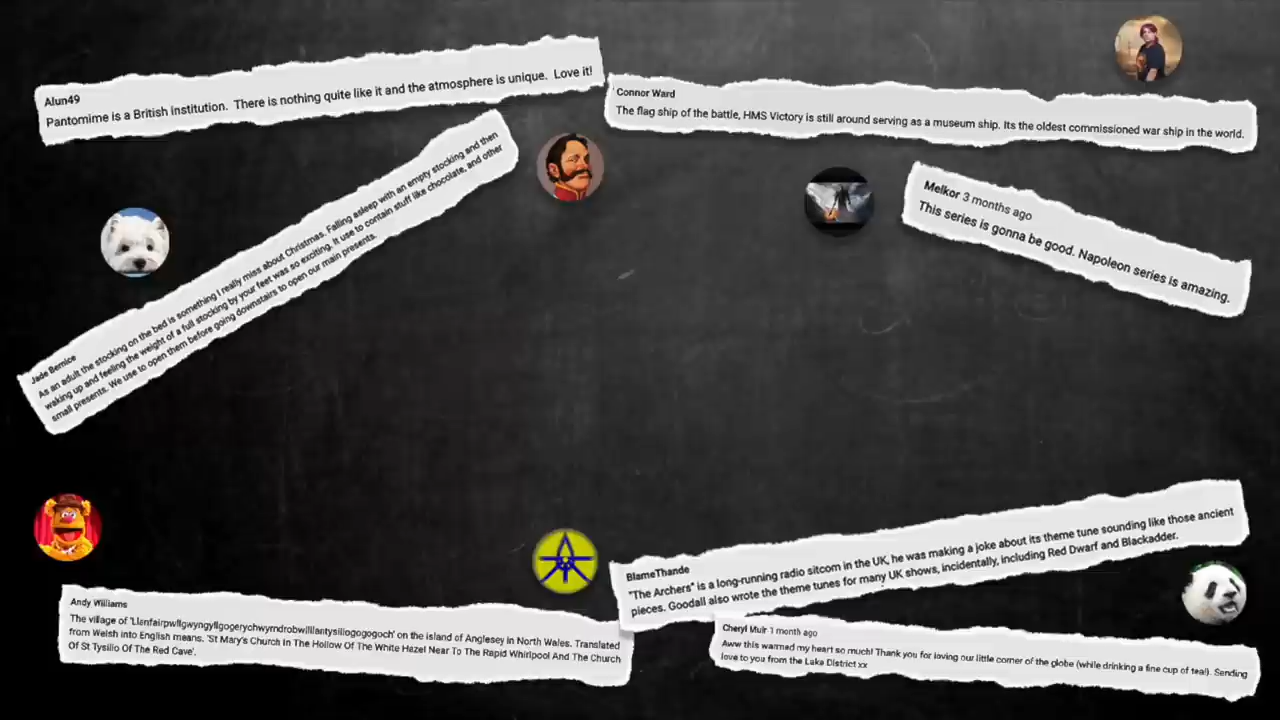 Alun49
Pantomime is a British institution. There is nothing quite like it and the atmosphere is unique. Love it!
Connor Ward
The flag ship of the battle, HMS Victory is still around serving as a museum ship. Its the oldest commissioned war ship in the world.
Melkor 3 months ago
This series is gonna be good. Napoleon series is amazing.
Jade Bernice
As an adult the stocking on the bed is something I really miss about Christmas. Falling asleep with an empty stocking and then
waking up and feeling the weight of a full stocking by your feet was so exciting. It use to contain stuff like chocolate, and other
small presents. We use to open them before going downstairs to open our main presents.
BlameThande
"The Archers" is a long-running radio sitcom in the UK, he was making a joke about its theme tune sounding like those ancient
pieces. Goodall also wrote the theme tunes for many UK shows, incidentally, including Red Dwarf and Blackadder.
Andy Williams
The village of 'Llanfairpwllgwyngyllgogerychwyrndrobwllllantysiliogogogoch' on the island of Anglesey in North Wales. Translated
from Welsh into English means. 'St Mary's Church In The Hollow Of The White Hazel Near To The Rapid Whirlpool And The Church
Of St Tysilio Of The Red Cave'.
Cheryl Muir 1 month ago
Aww this warmed my heart so much! Thank you for loving our little corner of the globe (while drinking a fine cup of tea!). Sending
love to you from the Lake District xx